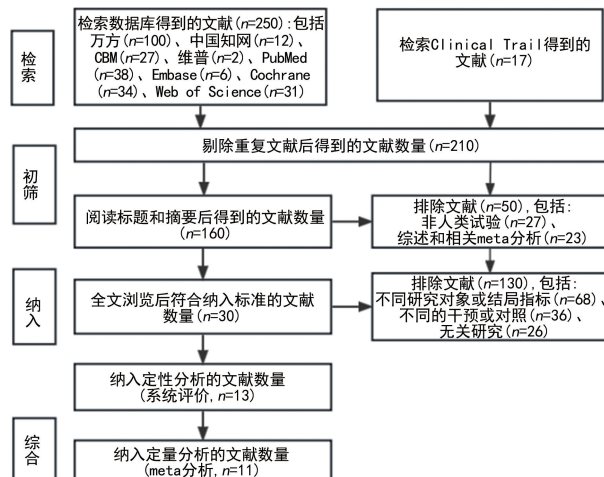 检索
检索数据库得到的文献(n=250):包括
万方(n=100)、中国知网(n=12)、
CBM(n=27)、维普(n=2)、PubMed
(n=38)、Embase(n=6)、Cochrane
(n=34)、Web of Science(n=31)
检索Clinical Trail得到的
文献(n=17)
初筛
剔除重复文献后得到的文献数量(n=210)
阅读标题和摘要后得到的文献数量
(n=160)
排除文献(n=50),包括:
非人类试验(n=27)、
综述和相关meta分析(n=23)
纳入
全文浏览后符合纳入标准的文献
数量(n=30)
排除文献(n=130),包括:
不同研究对象或结局指标(n=68)、
不同的干预或对照(n=36)、
无关研究(n=26)
纳入定性分析的文献数量
(系统评价,n=13)
综合
纳入定量分析的文献数量
(meta分析,n=11)